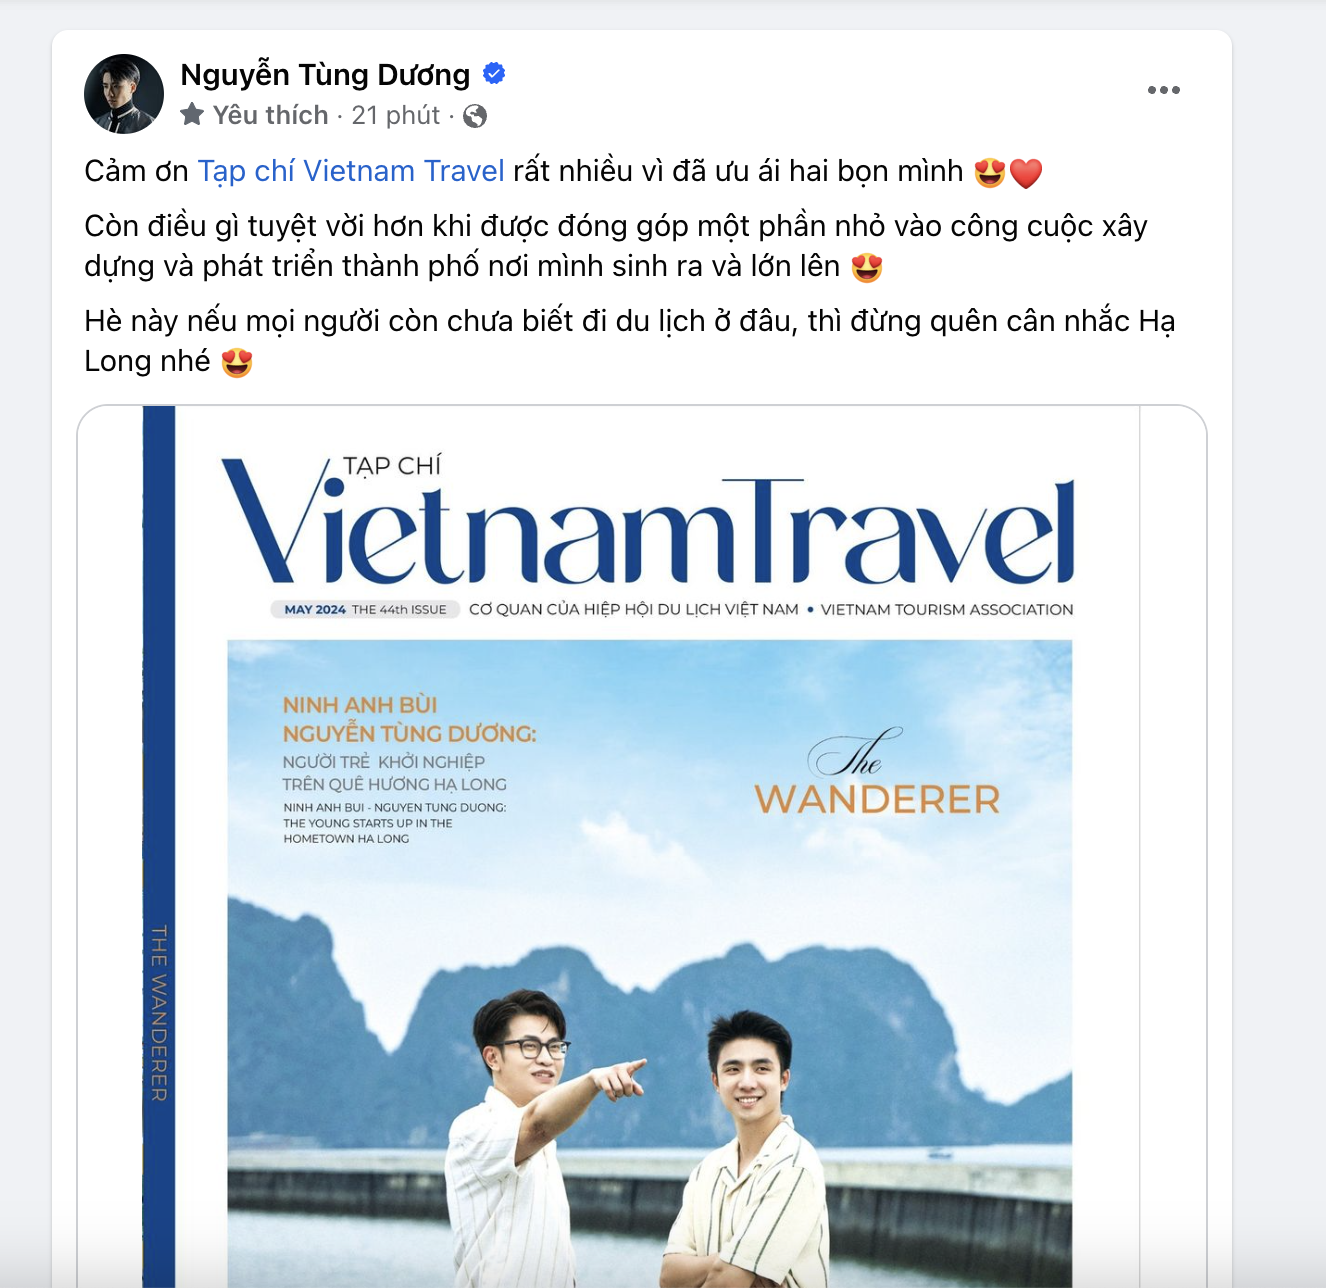 Nguyễn Tùng Dương
Yêu thích · 21 phút ·
Cảm ơn Tạp chí Vietnam Travel rất nhiều vì đã ưu ái hai bọn mình 😍❤️
Còn điều gì tuyệt vời hơn khi được đóng góp một phần nhỏ vào công cuộc xây
dựng và phát triển thành phố nơi mình sinh ra và lớn lên 😍
Hè này nếu mọi người còn chưa biết đi du lịch ở đâu, thì đừng quên cân nhắc Hạ
Long nhé 😍
TẠP CHÍ
VietnamTravel
MAY 2024 THE 44th ISSUE CƠ QUAN CỦA HIỆP HỘI DU LỊCH VIỆT NAM • VIETNAM TOURISM ASSOCIATION
NINH ANH BÙI
NGUYỄN TÙNG DƯƠNG:
NGƯỜI TRẺ KHỞI NGHIỆP
TRÊN QUÊ HƯƠNG HẠ LONG
NINH ANH BUI - NGUYEN TUNG DUONG:
THE YOUNG STARTS UP IN THE
HOMETOWN HA LONG
The
WANDERER
THE WANDERER